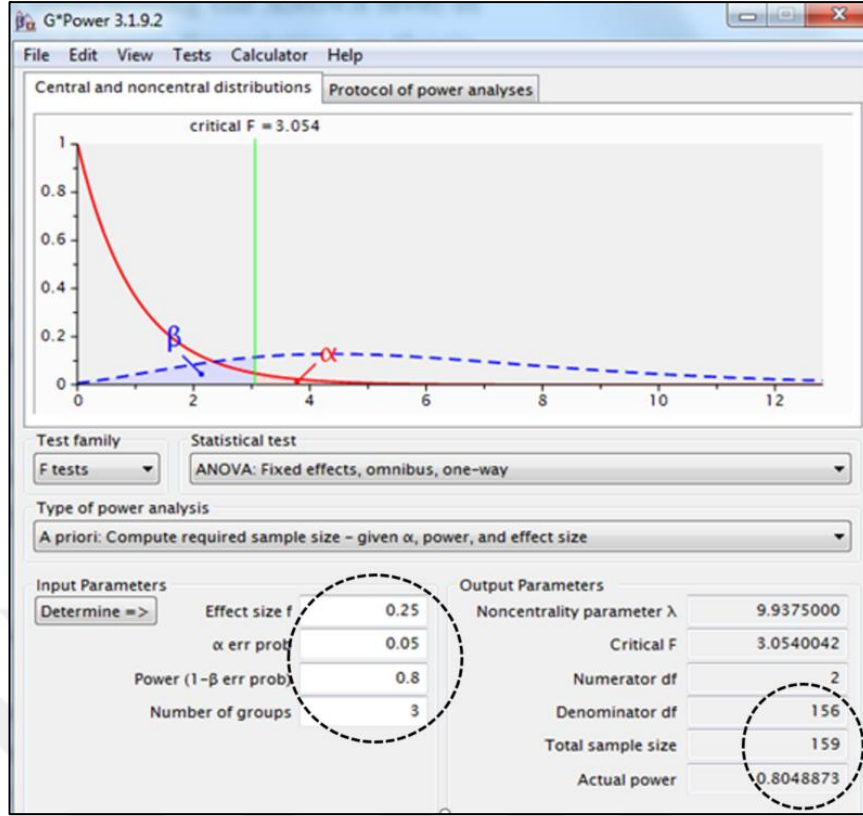 G*Power 3.1.9.2
File Edit View Tests Calculator Help
Central and noncentral distributions Protocol of power analyses
critical F = 3.054
1
0.8
0.6
0.4
0.2
0
β
α
0 2 4 6 8 10 12
Test family Statistical test
F tests ANOVA: Fixed effects, omnibus, one-way
Type of power analysis
A priori: Compute required sample size – given α, power, and effect size
Input Parameters Output Parameters
Determine => Effect size f 0.25 Noncentrality parameter λ 9.9375000
α err prob 0.05 Critical F 3.0540042
Power (1-β err prob) 0.8 Numerator df 2
Number of groups 3 Denominator df 156
Total sample size 159
Actual power 0.8048873